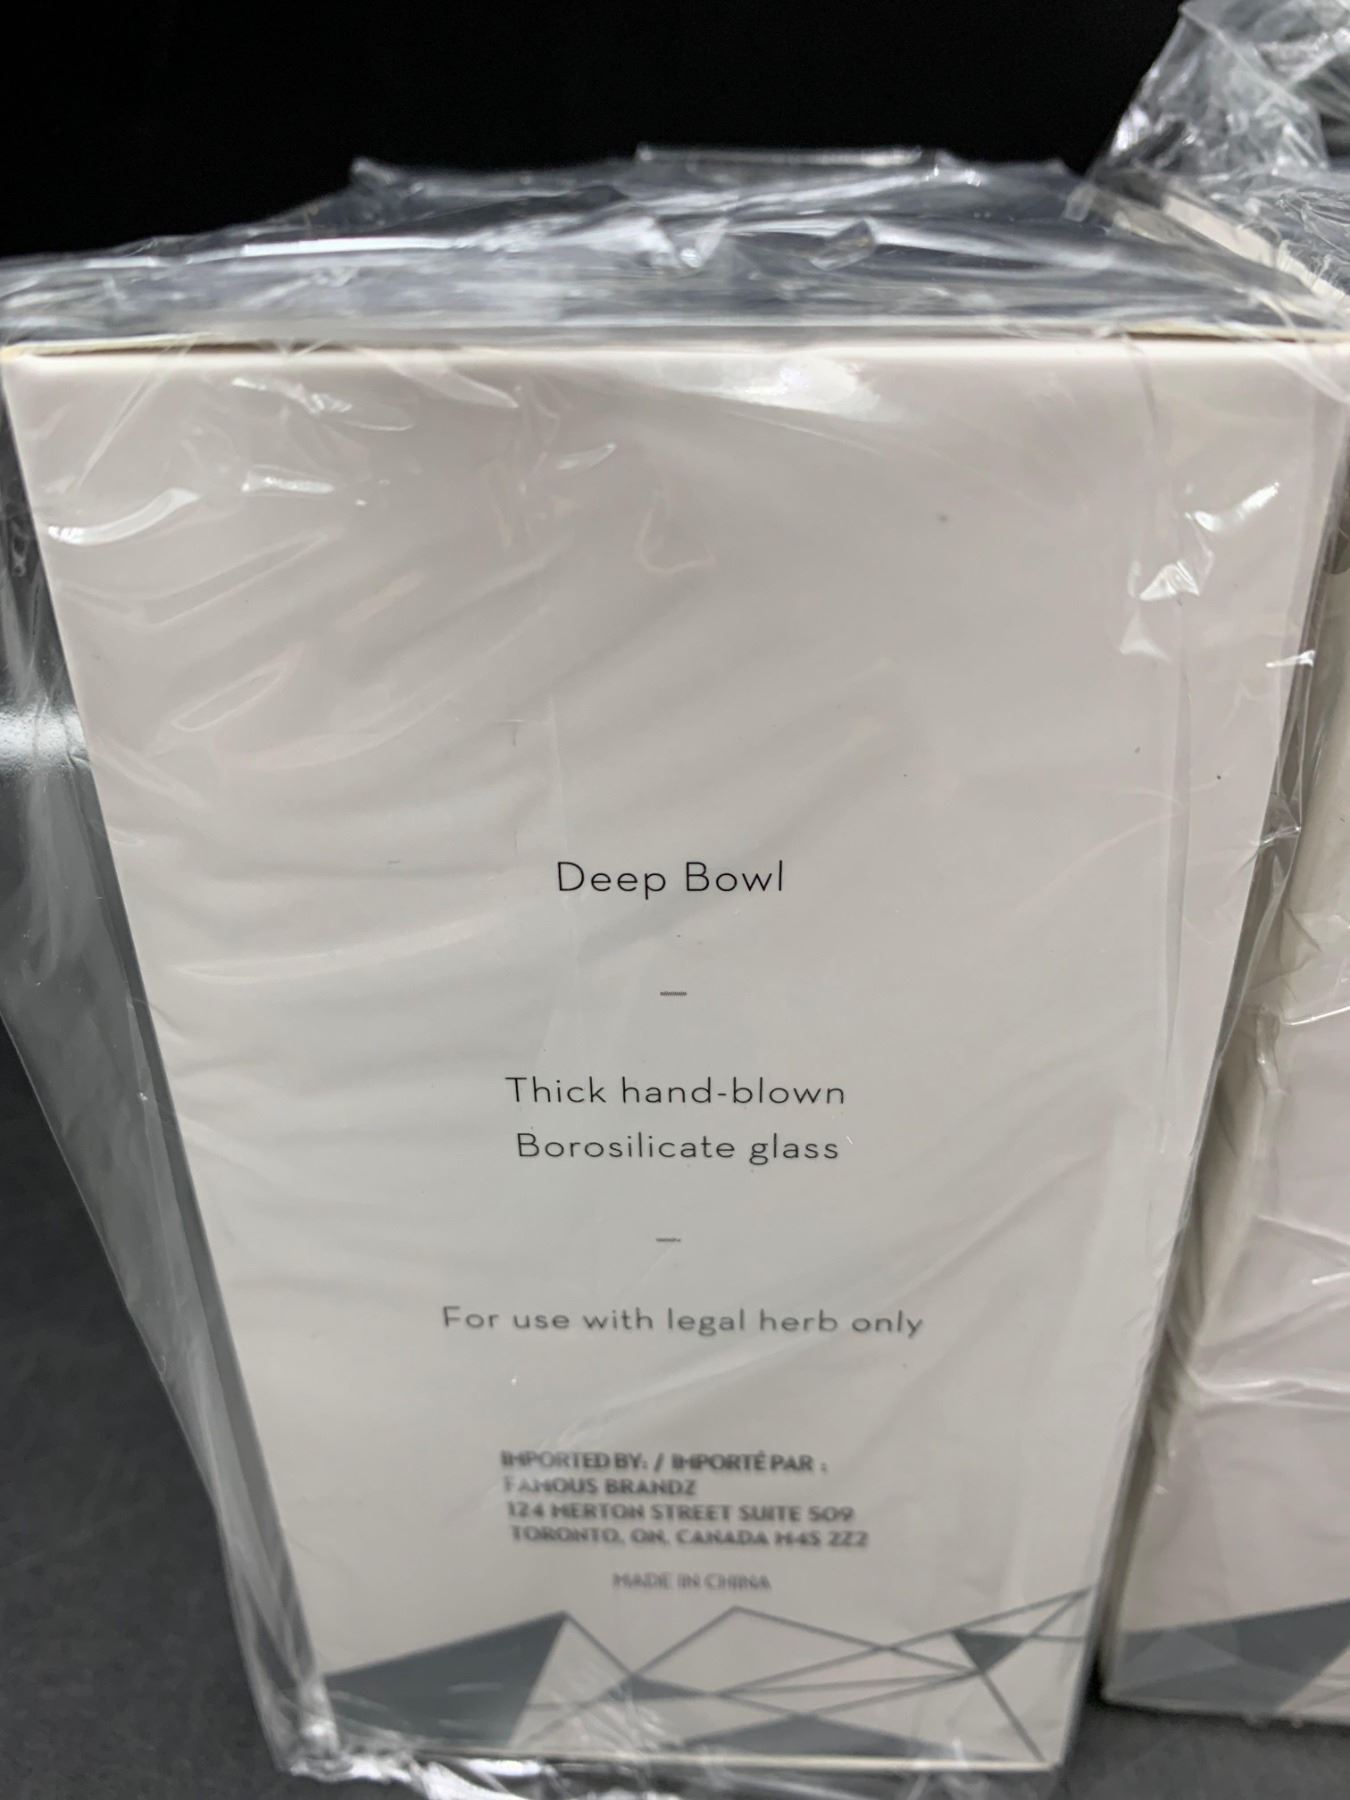 Deep Bowl
—
Thick hand-blown
Borosilicate glass
—
For use with legal herb only
IMPORTED BY: / IMPORTÉ PAR :
FAMOUS BRANDZ
124 MERTON STREET SUITE 509
TORONTO, ON, CANADA M4S 2Z2
MADE IN CHINA